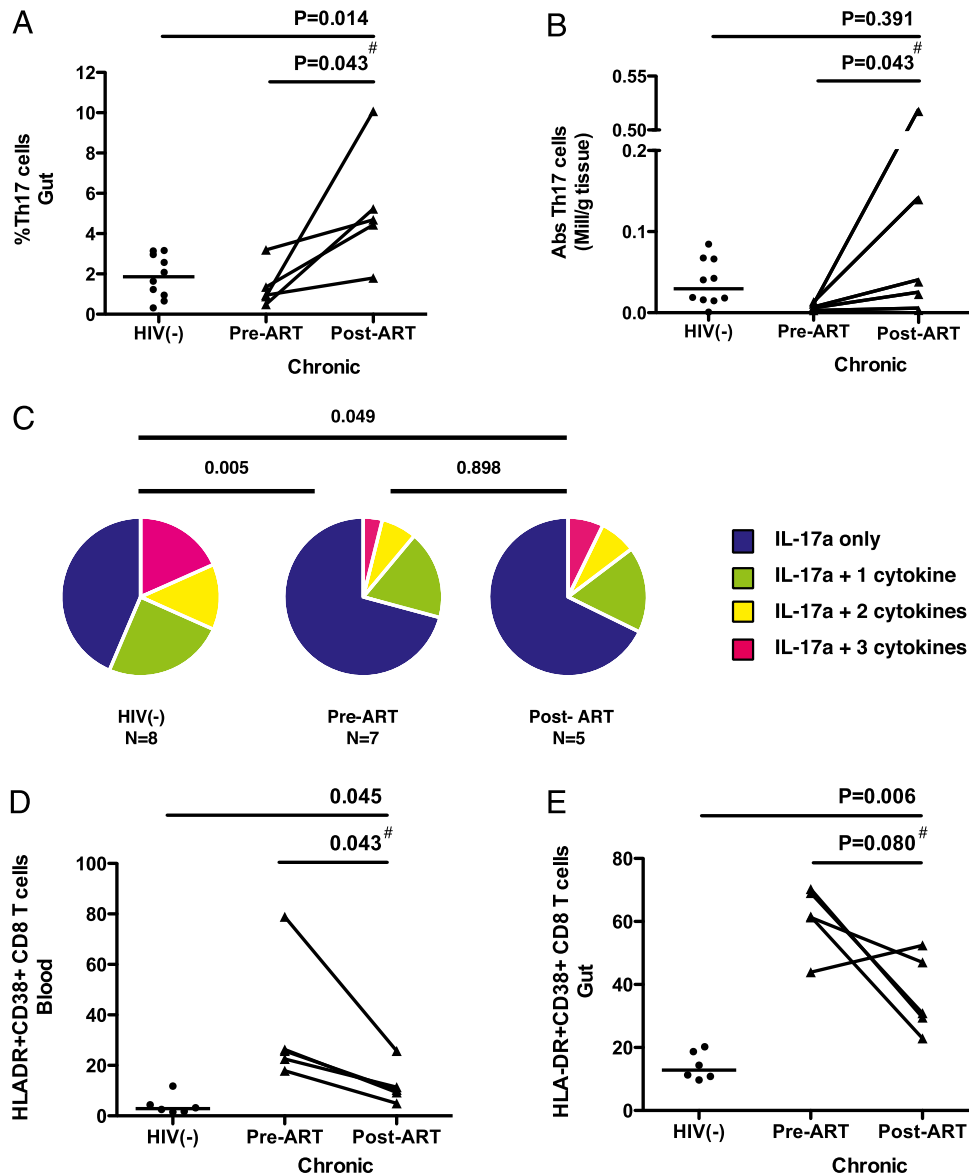 A
P=0.014
#
P=0.043
12
10
8
6
4
2
0
%Th17 cells
Gut
HIV(-)
Pre-ART
Post-ART
Chronic
B
P=0.391
#
P=0.043
0.55
0.50
0.2
0.1
0.0
Abs Th17 cells
(Mill/g tissue)
HIV(-)
Pre-ART
Post-ART
Chronic
C
0.049
0.005
0.898
HIV(-)
N=8
Pre-ART
N=7
Post- ART
N=5
IL-17a only
IL-17a + 1 cytokine
IL-17a + 2 cytokines
IL-17a + 3 cytokines
D
0.045
0.043#
100
80
60
40
20
0
HLADR+CD38+ CD8 T cells
Blood
HIV(-)
Pre-ART
Post-ART
Chronic
E
P=0.006
P=0.080#
80
60
40
20
0
HLA-DR+CD38+ CD8 T cells
Gut
HIV(-)
Pre-ART
Post-ART
Chronic